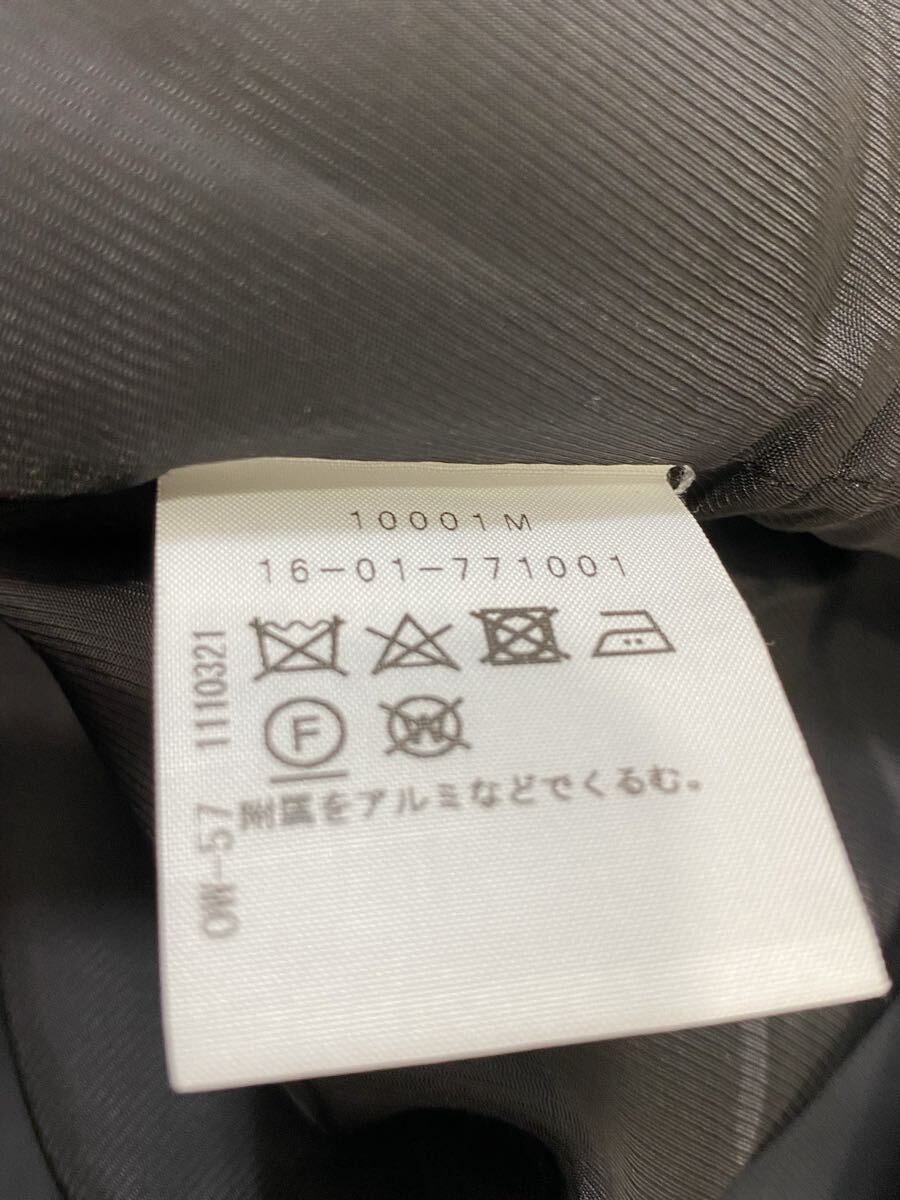 10001M
16-01-771001
F
W
附属をアルミなどでくるむ。
OW-57 1110321